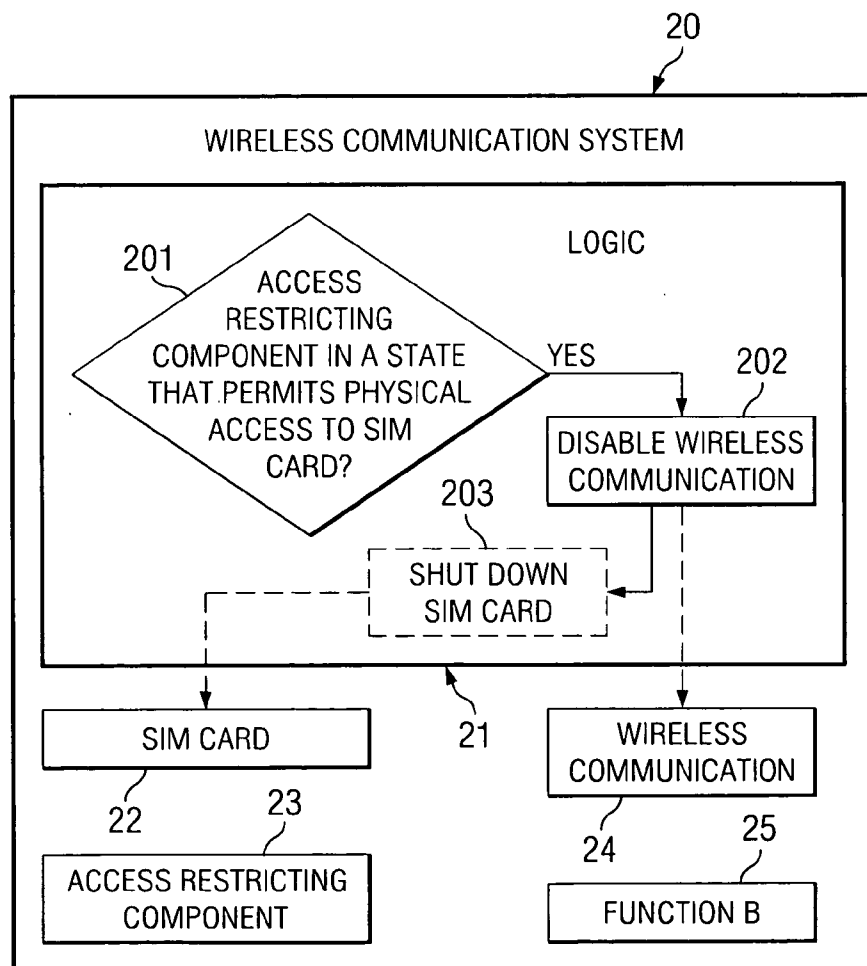 20
WIRELESS COMMUNICATION SYSTEM
LOGIC
201
ACCESS
RESTRICTING
COMPONENT IN A STATE
THAT PERMITS PHYSICAL
ACCESS TO SIM
CARD?
YES
202
DISABLE WIRELESS
COMMUNICATION
203
SHUT DOWN
SIM CARD
21
SIM CARD
22
WIRELESS
COMMUNICATION
24
23
ACCESS RESTRICTING
COMPONENT
25
FUNCTION B